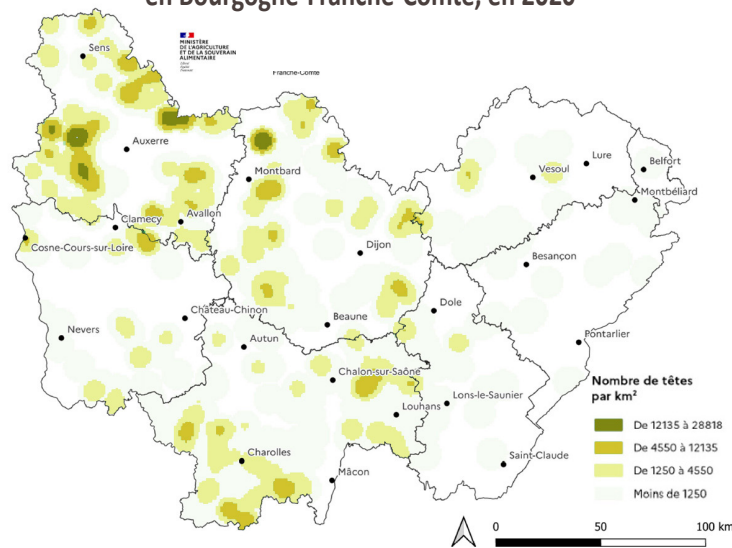 en Bourgogne-Franche-Comté, en 2020
MINISTÈRE
DE L'AGRICULTURE
ET DE LA SOUVERAIN
ALIMENTAIRE
Franche-Comté
Sens
Auxerre
Montbard
Vesoul
Lure
Belfort
Montbéliard
Clamecy
Avallon
Cosne-Cours-sur-Loire
Dijon
Besançon
Château-Chinon
Dole
Nevers
Beaune
Autun
Pontarlier
Chalon-sur-Saône
Louhans
Lons-le-Saunier
Charolles
Mâcon
Saint-Claude
Nombre de têtes
par km²
De 12135 à 28818
De 4550 à 12135
De 1250 à 4550
Moins de 1250
0 50 100 km